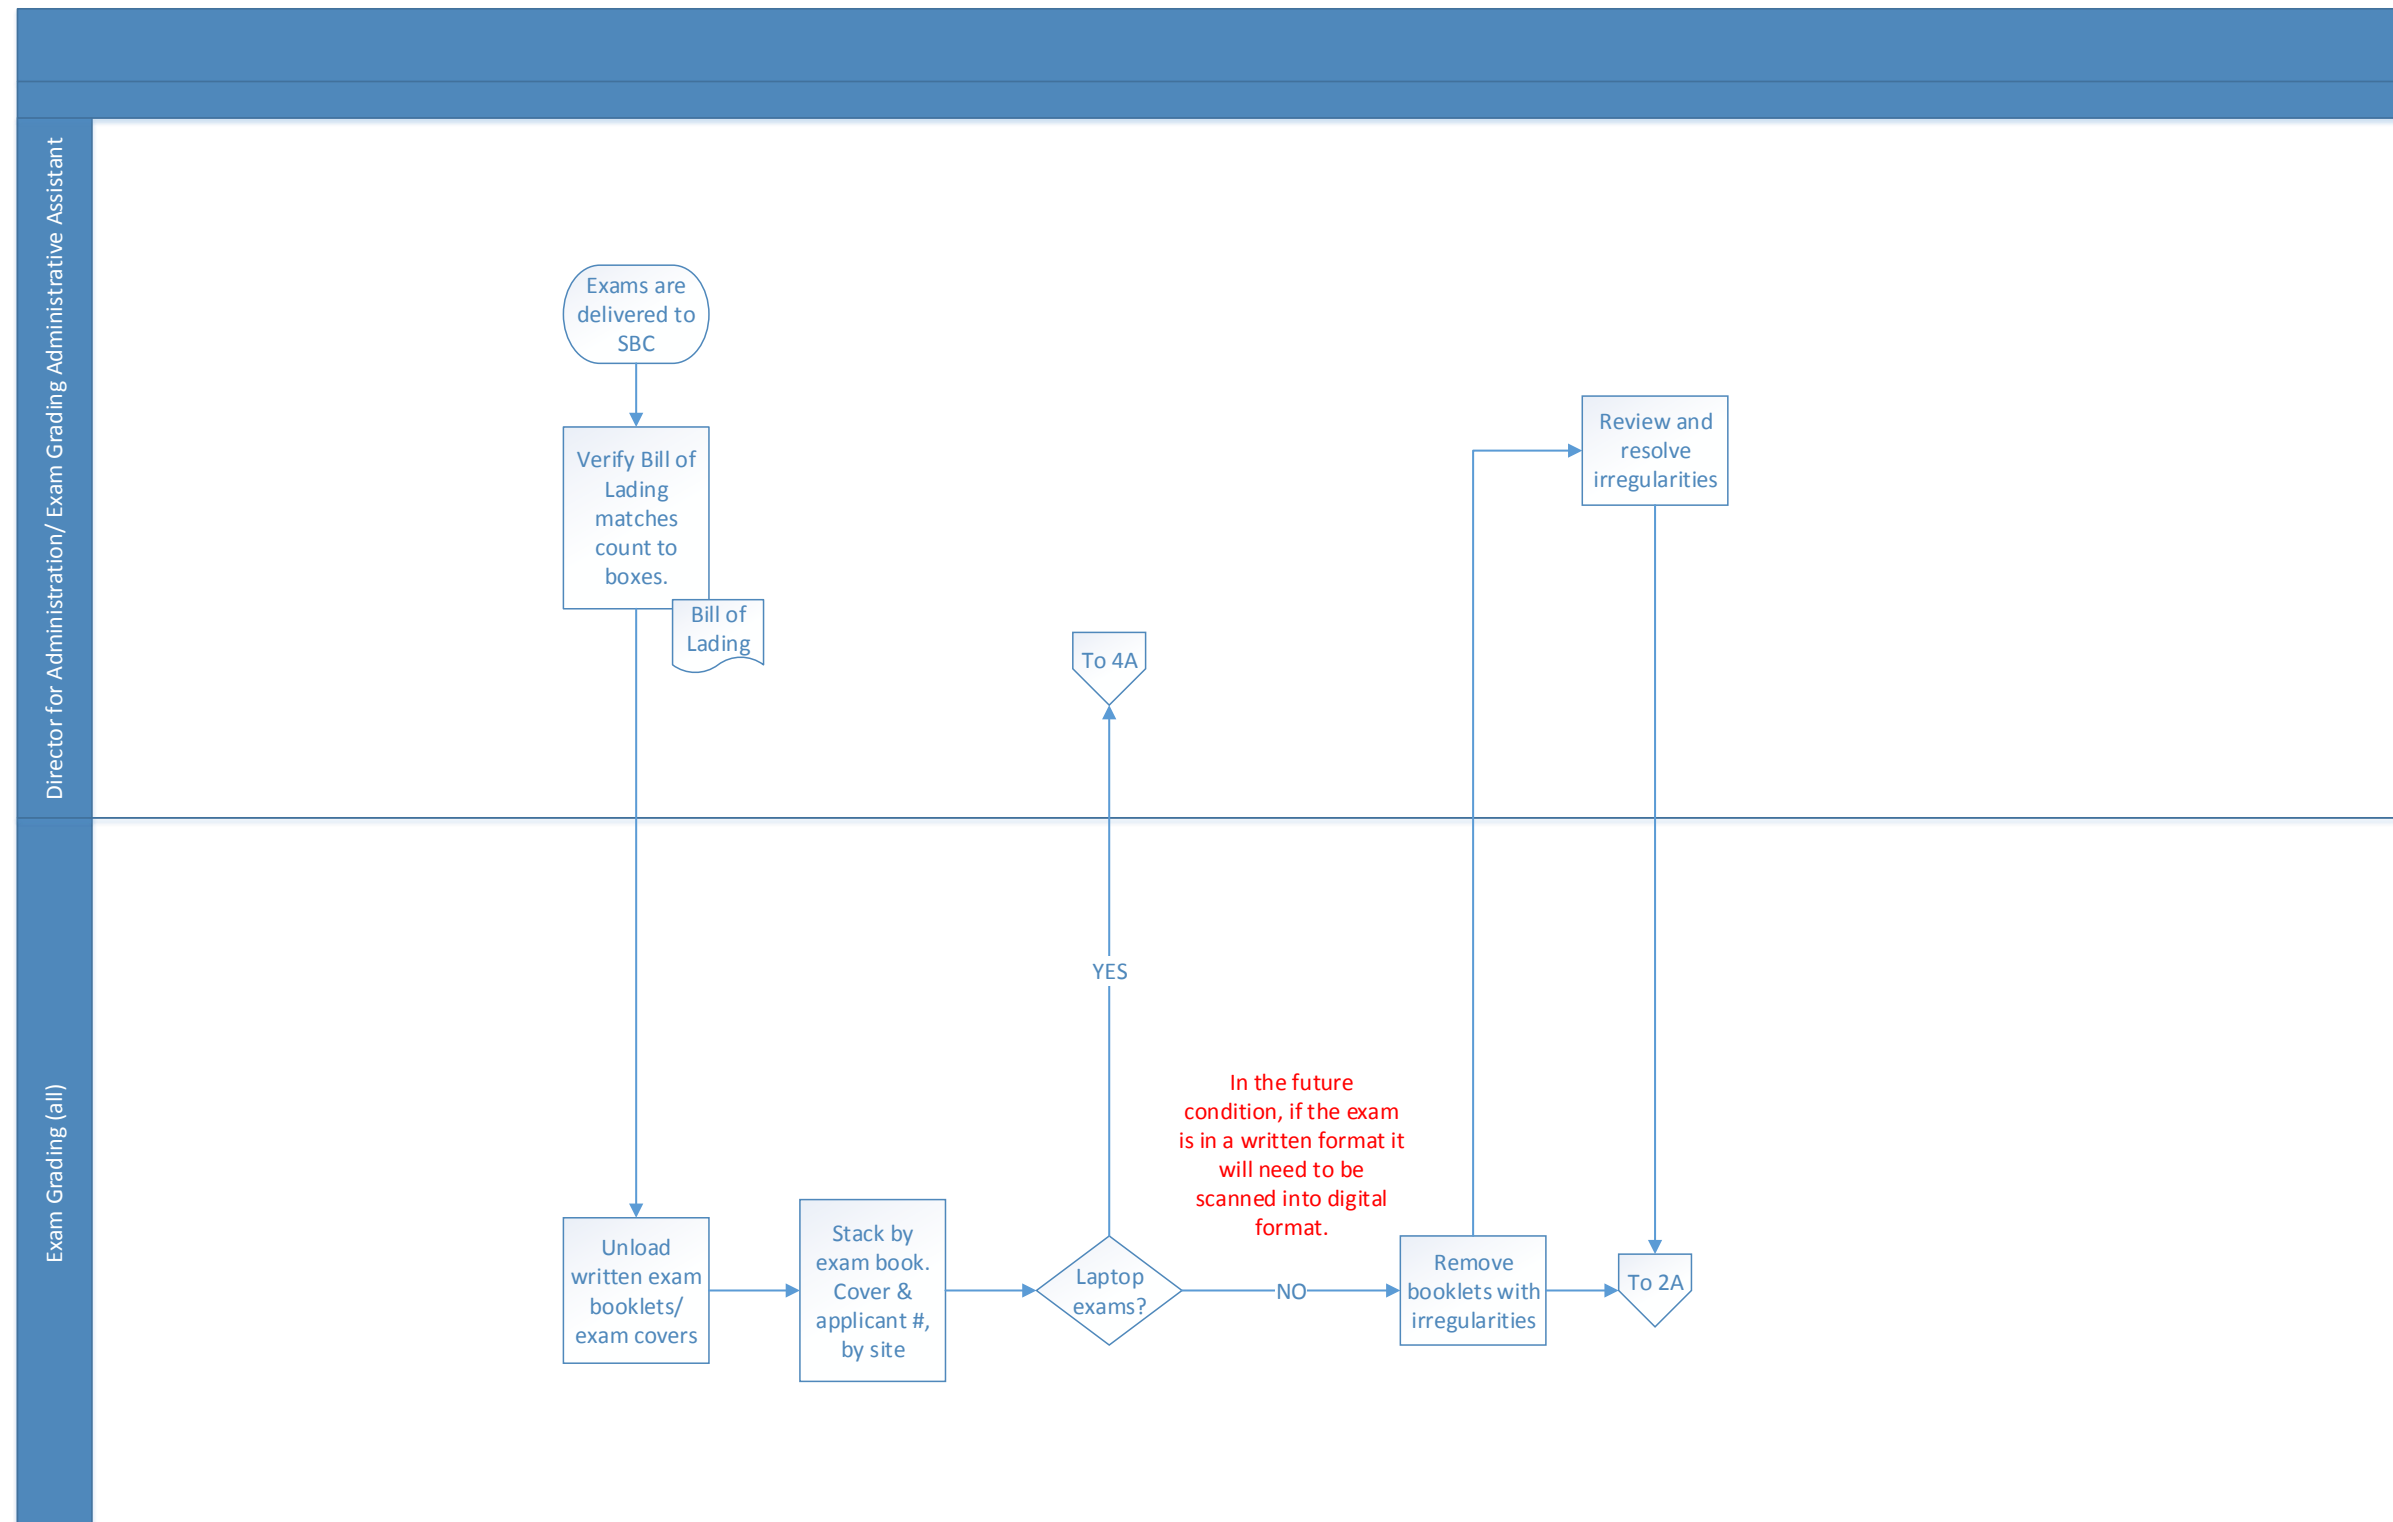 Director for Administration/ Exam Grading Administrative Assistant
Exams are
delivered to
SBC
Verify Bill of
Lading
matches
count to
boxes.
Bill of
Lading
To 4A
Review and
resolve
irregularities
YES
Exam Grading (all)
Unload
written exam
booklets/
exam covers
Stack by
exam book.
Cover &
applicant #,
by site
Laptop
exams?
In the future
condition, if the exam
is in a written format it
will need to be
scanned into digital
format.
NO
Remove
booklets with
irregularities
To 2A